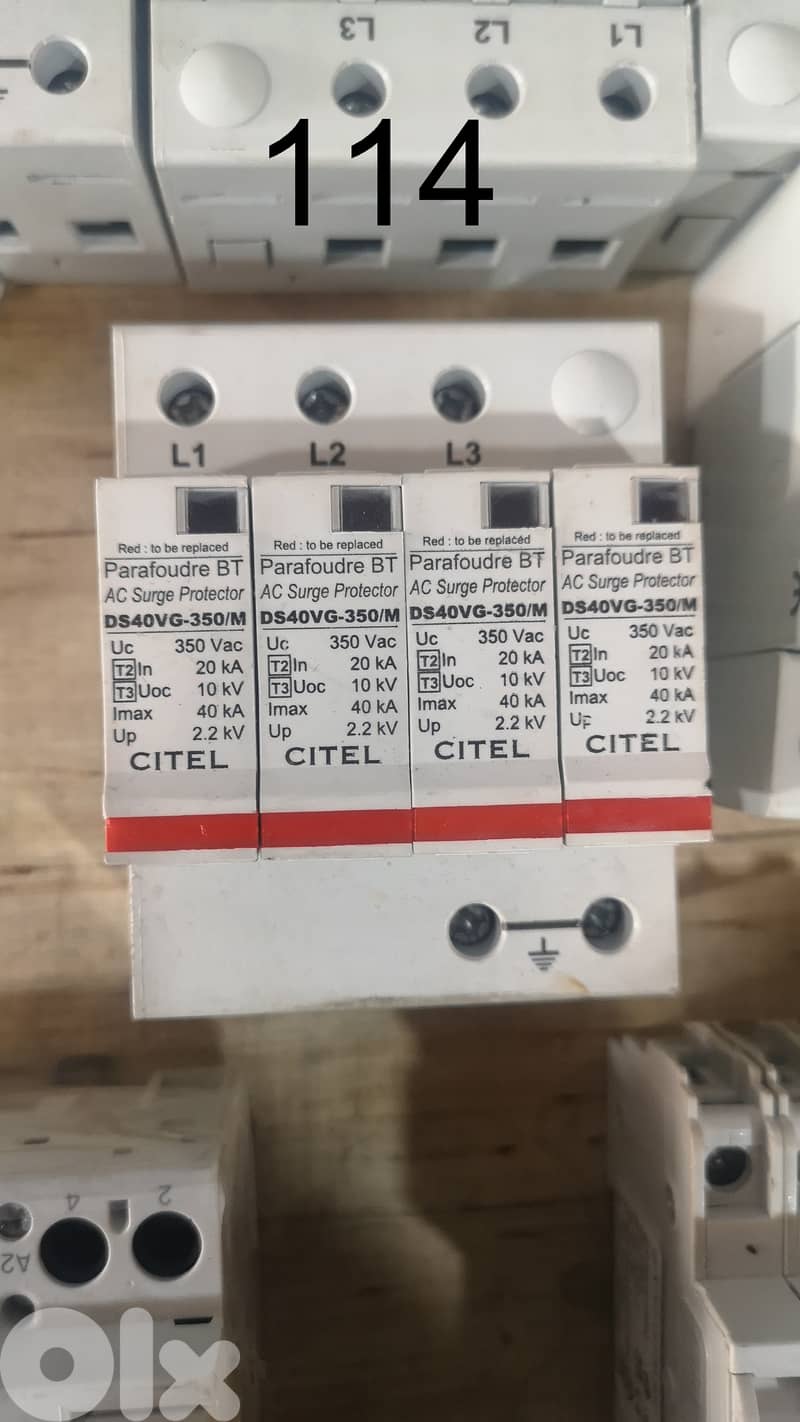 L3 L2 L1
114
L1 L2 L3
Red : to be replaced
Parafoudre BT
AC Surge Protector
DS40VG-350/M
Uc 350 Vac
T2 In 20 kA
T3 Uoc 10 kV
Imax 40 kA
Up 2.2 kV
CITEL
Red : to be replaced
Parafoudre BT
AC Surge Protector
DS40VG-350/M
Uc 350 Vac
T2 In 20 kA
T3 Uoc 10 kV
Imax 40 kA
Up 2.2 kV
CITEL
Red : to be replaced
Parafoudre BT
AC Surge Protector
DS40VG-350/M
Uc 350 Vac
T2 In 20 kA
T3 Uoc 10 kV
Imax 40 kA
Up 2.2 kV
CITEL
Red : to be replaced
Parafoudre BT
AC Surge Protector
DS40VG-350/M
Uc 350 Vac
T2 In 20 kA
T3 Uoc 10 kV
Imax 40 kA
Up 2.2 kV
CITEL
4 2
A2
olx